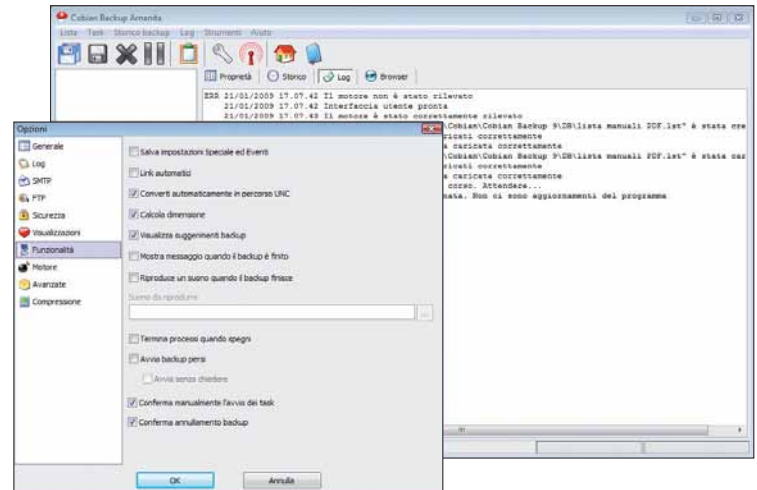 Cobian Backup Amanda
Lista Task Storico backup Log Strumenti Aiuto
Proprietà Storico Log Browser
ERR 21/01/2009 17.07.42 Il motore non è stato rilevato
21/01/2009 17.07.42 Interfaccia utente pronta
21/01/2009 17.07.43 Il motore è stato correttamente rilevato
\Cobian\Cobian Backup 9\DB\lista manuali PDF.lst" è stata cre
ricati correttamente
a caricata correttamente
\Cobian\Cobian Backup 9\DB\lista manuali PDF.lst" è stata car
ricati correttamente
a caricata correttamente
corso. Attendere...
nata. Non ci sono aggiornamenti del programma
Opzioni
Generale
Log
SMTP
FTP
Sicurezza
Visualizzazioni
Funzionalità
Motore
Avanzate
Compressione
Salva impostazioni Speciale ed Eventi
Link automatici
Converti automaticamente in percorso UNC
Calcola dimensione
Visualizza suggerimenti backup
Mostra messaggio quando il backup è finito
Riproduce un suono quando il backup finisce
Suono da riprodurre
...
Termina processi quando spegni
Avvia backup persi
Avvia senza chiedere
Conferma manualmente l'avvio dei task
Conferma annullamento backup
OK Annulla